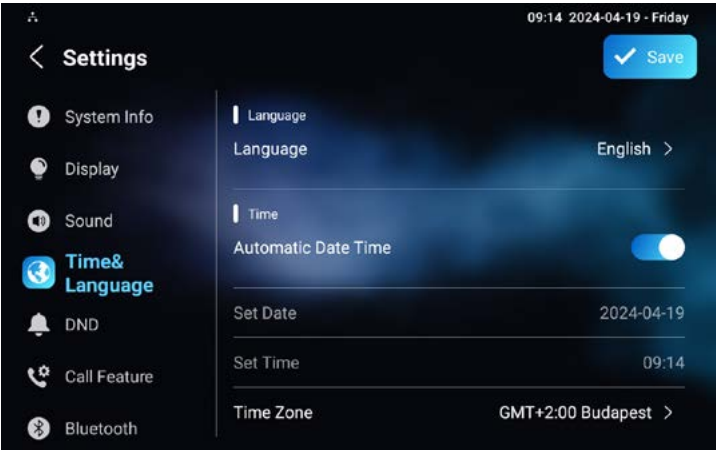 09:14 2024-04-19 - Friday
Settings
Save
System Info
Display
Sound
Time&
Language
DND
Call Feature
Bluetooth
Language
Language English
Time
Automatic Date Time
Set Date 2024-04-19
Set Time 09:14
Time Zone GMT+2:00 Budapest